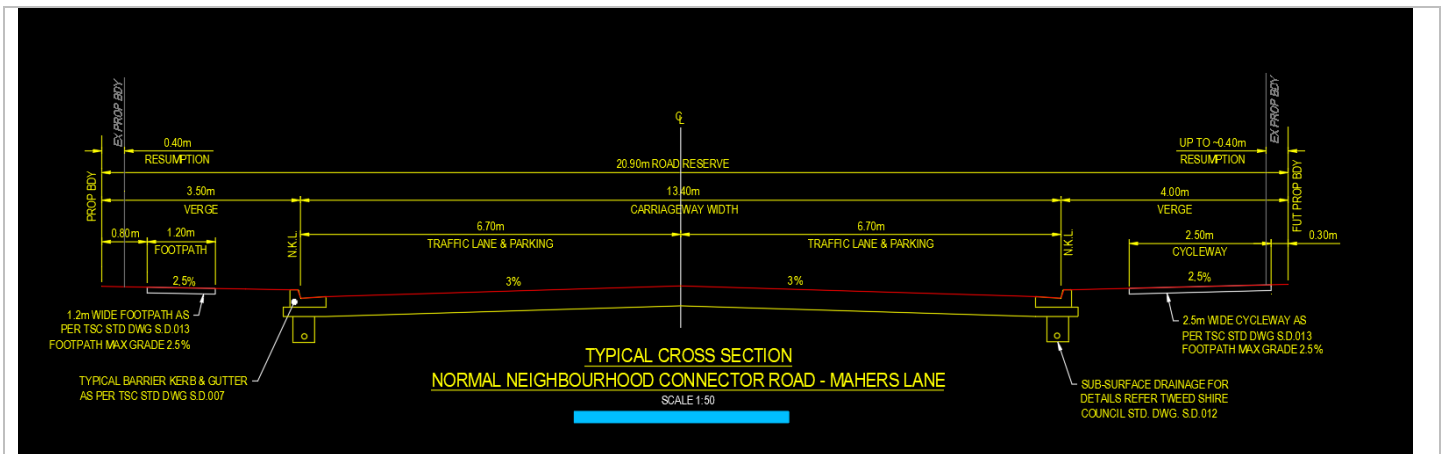 EX PROP BDY
EX PROP BDY
℄
0.40m
RESUMPTION
UP TO ~0.40m
RESUMPTION
20.90m ROAD RESERVE
PROP BDY
FUT PROP BDY
3.50m
VERGE
13.40m
CARRIAGEWAY WIDTH
4.00m
VERGE
0.80m
1.20m
FOOTPATH
N.K.L.
6.70m
TRAFFIC LANE & PARKING
6.70m
TRAFFIC LANE & PARKING
N.K.L.
2.50m
CYCLEWAY
0.30m
2.5%
3%
3%
2.5%
1.2m WIDE FOOTPATH AS
PER TSC STD DWG S.D.013
FOOTPATH MAX GRADE 2.5%
2.5m WIDE CYCLEWAY AS
PER TSC STD DWG S.D.013
FOOTPATH MAX GRADE 2.5%
TYPICAL BARRIER KERB & GUTTER
AS PER TSC STD DWG S.D.007
TYPICAL CROSS SECTION
NORMAL NEIGHBOURHOOD CONNECTOR ROAD - MAHERS LANE
SCALE 1:50
SUB-SURFACE DRAINAGE FOR
DETAILS REFER TWEED SHIRE
COUNCIL STD. DWG. S.D.012